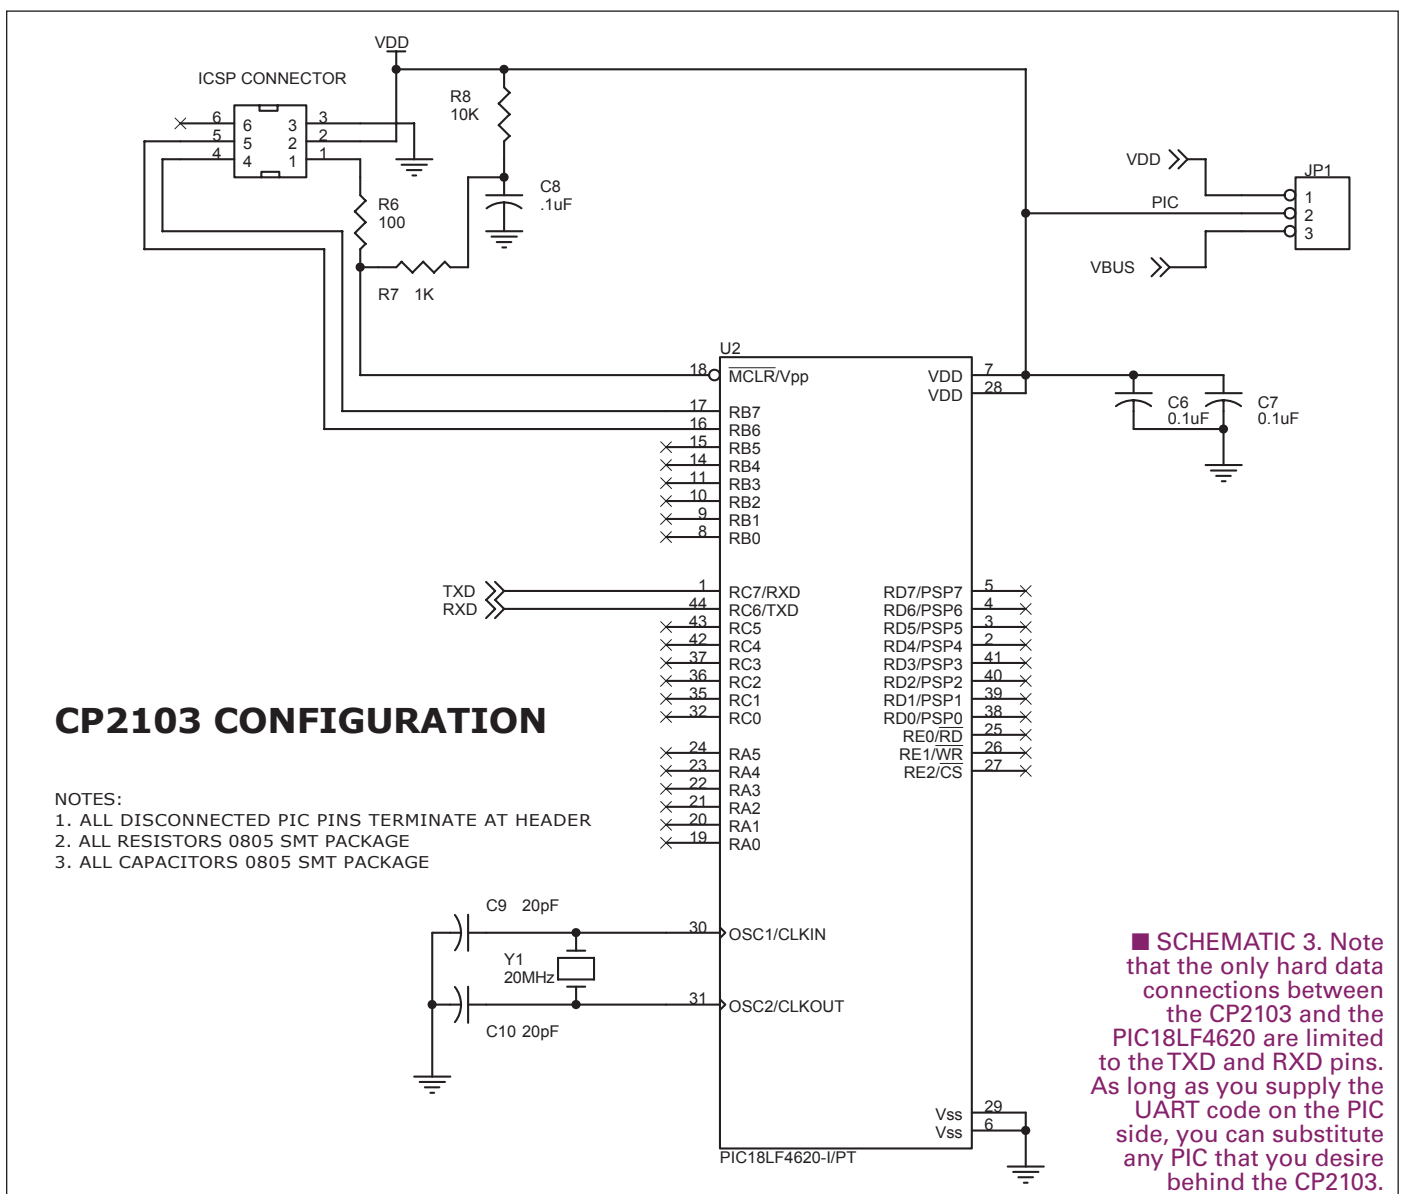 VDD
ICSP CONNECTOR
6 6 3 3
5 5 2 2
4 4 1 1
R8
10K
C8
.1uF
R6
100
R7 1K
VDD
JP1
PIC
1
2
3
VBUS
U2
18 MCLR/Vpp
17 RB7
16 RB6
15 RB5
14 RB4
11 RB3
10 RB2
9 RB1
8 RB0
VDD 7
VDD 28
C6
0.1uF
C7
0.1uF
TXD
RXD
1 RC7/RXD
44 RC6/TXD
43 RC5
42 RC4
37 RC3
36 RC2
35 RC1
32 RC0
RD7/PSP7 5
RD6/PSP6 4
RD5/PSP5 3
RD4/PSP4 2
RD3/PSP3 41
RD2/PSP2 40
RD1/PSP1 39
RD0/PSP0 38
RE0/RD 25
RE1/WR 26
RE2/CS 27
24 RA5
23 RA4
22 RA3
21 RA2
20 RA1
19 RA0
CP2103 CONFIGURATION
NOTES:
1. ALL DISCONNECTED PIC PINS TERMINATE AT HEADER
2. ALL RESISTORS 0805 SMT PACKAGE
3. ALL CAPACITORS 0805 SMT PACKAGE
C9 20pF
30 OSC1/CLKIN
Y1
20MHz
31 OSC2/CLKOUT
C10 20pF
Vss 29
Vss 6
PIC18LF4620-I/PT
■ SCHEMATIC 3. Note
that the only hard data
connections between
the CP2103 and the
PIC18LF4620 are limited
to the TXD and RXD pins.
As long as you supply the
UART code on the PIC
side, you can substitute
any PIC that you desire
behind the CP2103.